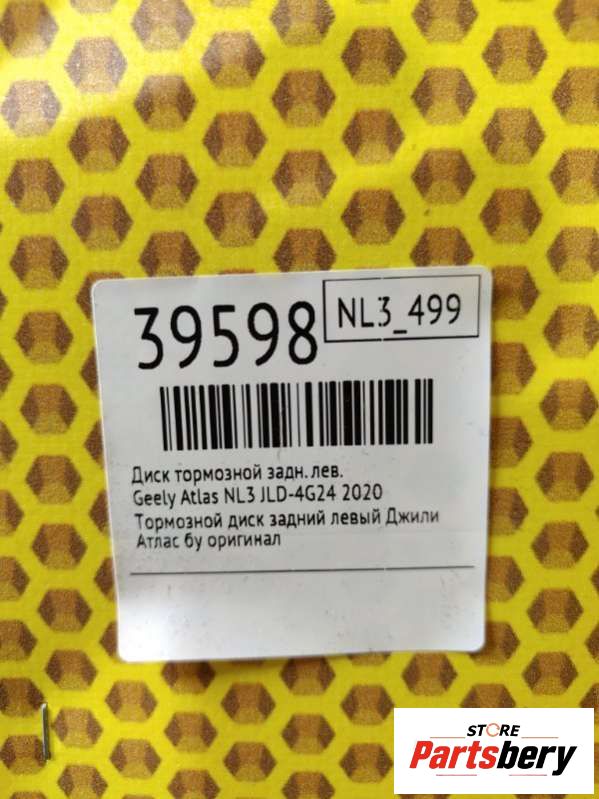 39598
NL3_499
Диск тормозной задн. лев.
Geely Atlas NL3 JLD-4G24 2020
Тормозной диск задний левый Джили
Атлас бу оригинал
STORE
Partsbery